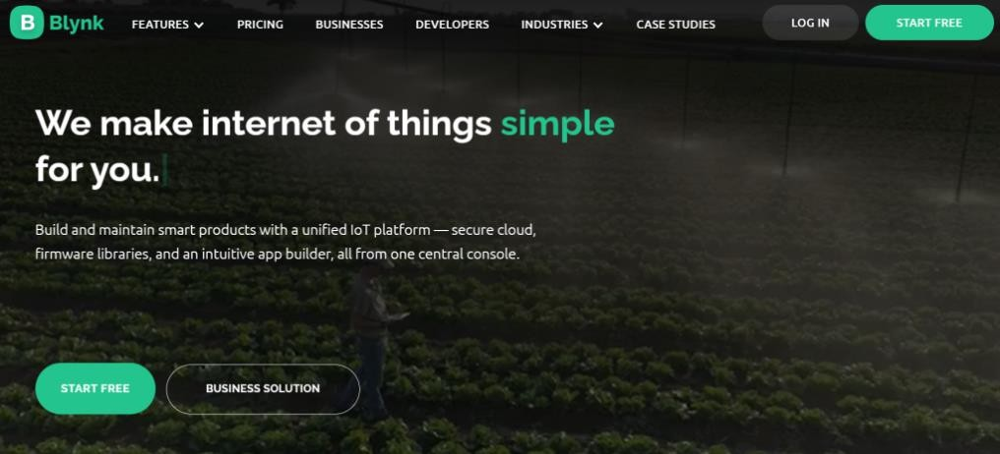 B Blynk FEATURES PRICING BUSINESSES DEVELOPERS INDUSTRIES CASE STUDIES LOG IN START FREE
We make internet of things simple
for you.
Build and maintain smart products with a unified IoT platform — secure cloud,
firmware libraries, and an intuitive app builder, all from one central console.
START FREE BUSINESS SOLUTION